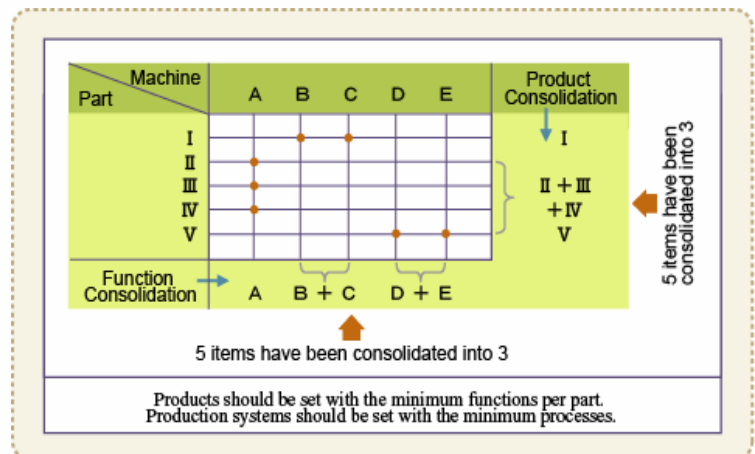 Machine
Part
A B C D E
Product
Consolidation
I
II
III
IV
V
I
II + III
+ IV
V
Function
Consolidation
A B + C D + E
5 items have been consolidated into 3
5 items have been
consolidated into 3
Products should be set with the minimum functions per part.
Production systems should be set with the minimum processes.